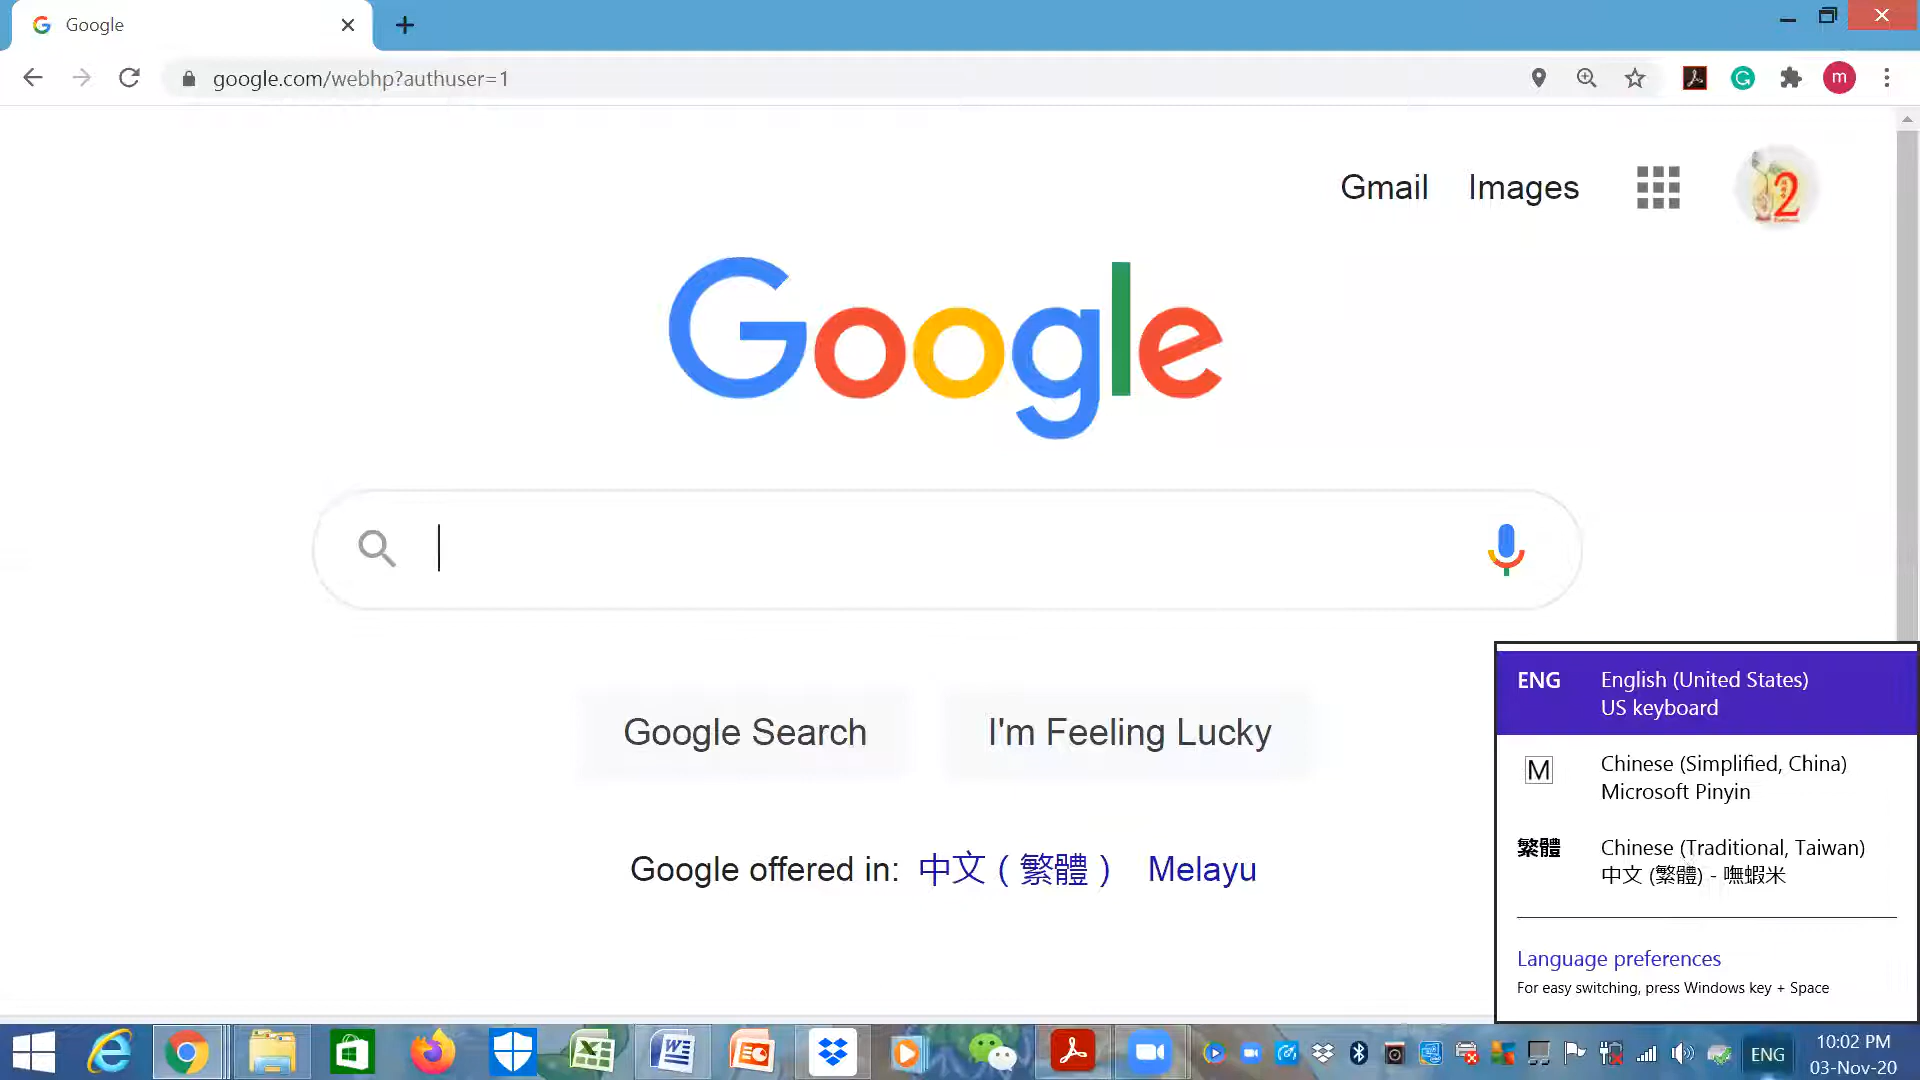 Google
google.com/webhp?authuser=1
m
Gmail Images
2
Google
Google Search I'm Feeling Lucky
Google offered in: 中文 ( 繁體 ) Melayu
ENG English (United States)
US keyboard
M Chinese (Simplified, China)
Microsoft Pinyin
繁體 Chinese (Traditional, Taiwan)
中文 (繁體) - 嘸蝦米
Language preferences
For easy switching, press Windows key + Space
ENG
10:02 PM
03-Nov-20